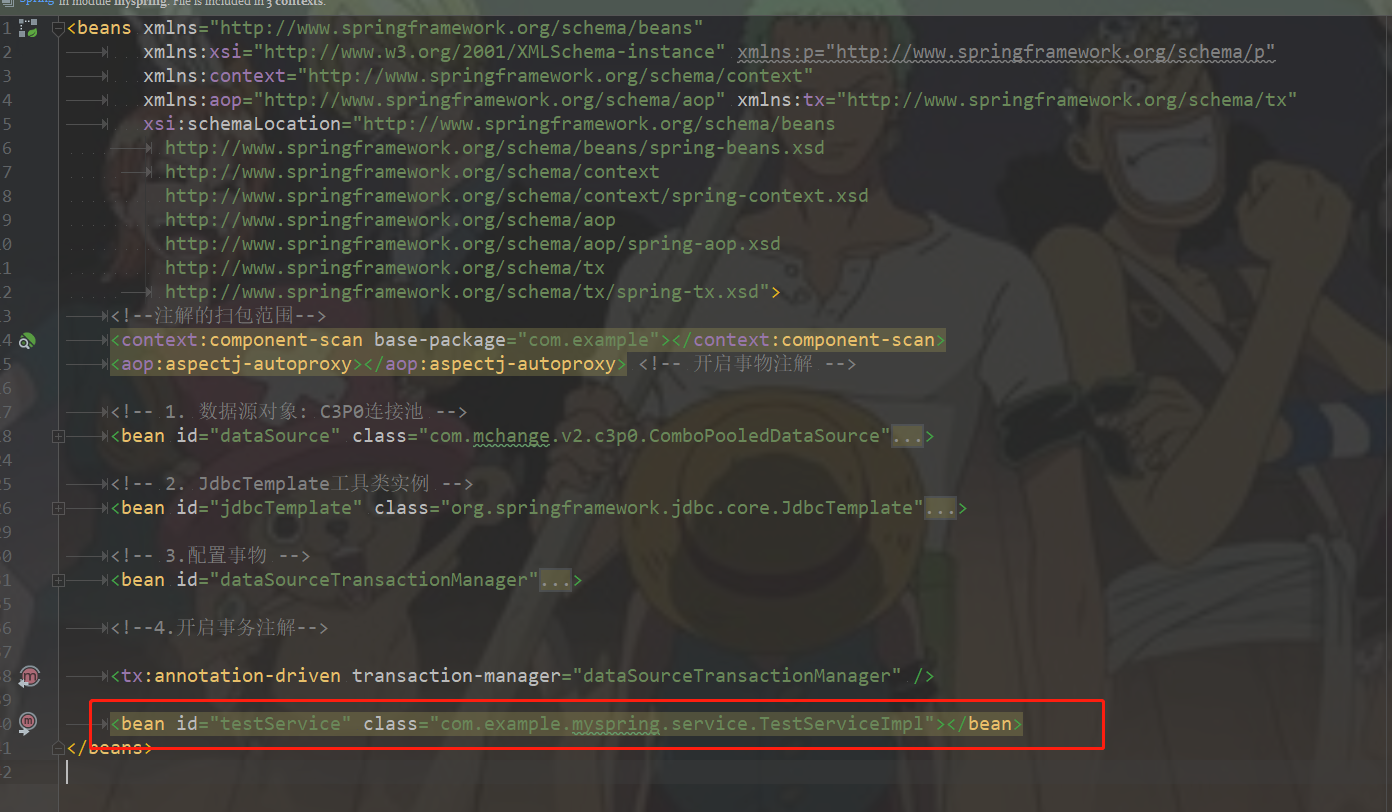 Spring in module myspring. File is included in 3 contexts.
1 <beans xmlns="http://www.springframework.org/schema/beans"
2 xmlns:xsi="http://www.w3.org/2001/XMLSchema-instance" xmlns:p="http://www.springframework.org/schema/p"
3 xmlns:context="http://www.springframework.org/schema/context"
4 xmlns:aop="http://www.springframework.org/schema/aop" xmlns:tx="http://www.springframework.org/schema/tx"
5 xsi:schemaLocation="http://www.springframework.org/schema/beans
6 http://www.springframework.org/schema/beans/spring-beans.xsd
7 http://www.springframework.org/schema/context
8 http://www.springframework.org/schema/context/spring-context.xsd
9 http://www.springframework.org/schema/aop
0 http://www.springframework.org/schema/aop/spring-aop.xsd
1 http://www.springframework.org/schema/tx
2 http://www.springframework.org/schema/tx/spring-tx.xsd">
3 <!--注解的扫包范围-->
4 <context:component-scan base-package="com.example"></context:component-scan>
5 <aop:aspectj-autoproxy></aop:aspectj-autoproxy> <!-- 开启事物注解 -->
6
7 <!-- 1. 数据源对象: C3P0连接池 -->
8 <bean id="dataSource" class="com.mchange.v2.c3p0.ComboPooledDataSource"...>
4
5 <!-- 2. JdbcTemplate工具类实例 -->
6 <bean id="jdbcTemplate" class="org.springframework.jdbc.core.JdbcTemplate"...>
9
0 <!-- 3.配置事物 -->
1 <bean id="dataSourceTransactionManager"...>
5
6 <!--4.开启事务注解-->
7
8 <tx:annotation-driven transaction-manager="dataSourceTransactionManager" />
9
0 <bean id="testService" class="com.example.myspring.service.TestServiceImpl"></bean>
1 </beans>
2